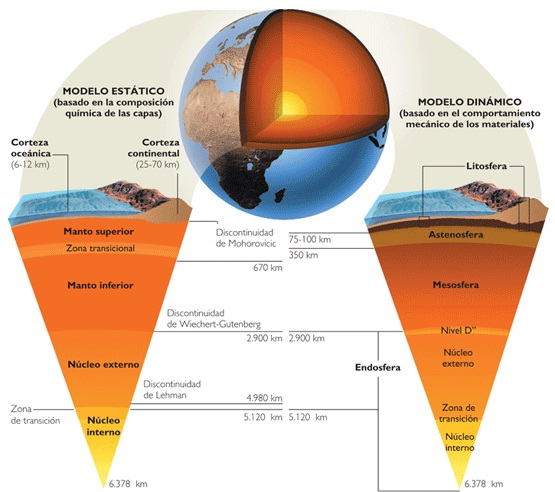 MODELO ESTÁTICO
(basado en la composición
química de las capas)
MODELO DINÁMICO
(basado en el comportamiento
mecánico de los materiales)
Corteza
oceánica
(6-12 km)
Corteza
continental
(25-70 km)
Litosfera
Manto superior
Zona transicional
Manto inferior
Núcleo externo
Núcleo
interno
Zona
de transición
6.378 km
Discontinuidad
de Mohorovicic
670 km
Discontinuidad
de Wiechert-Gutenberg
2.900 km
Discontinuidad
de Lehman
4.980 km
5.120 km
75-100 km
350 km
2.900 km
Endosfera
5.120 km
Astenosfera
Mesosfera
Nivel D"
Núcleo
externo
Zona de
transición
Núcleo
interno
6.378 km